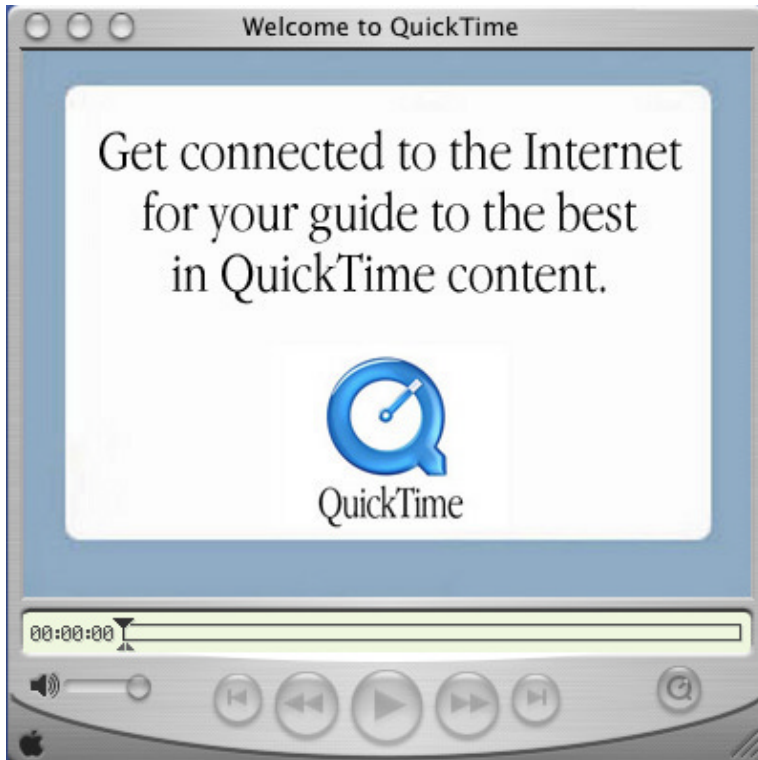 Welcome to QuickTime
Get connected to the Internet
for your guide to the best
in QuickTime content.
QuickTime
00:00:00